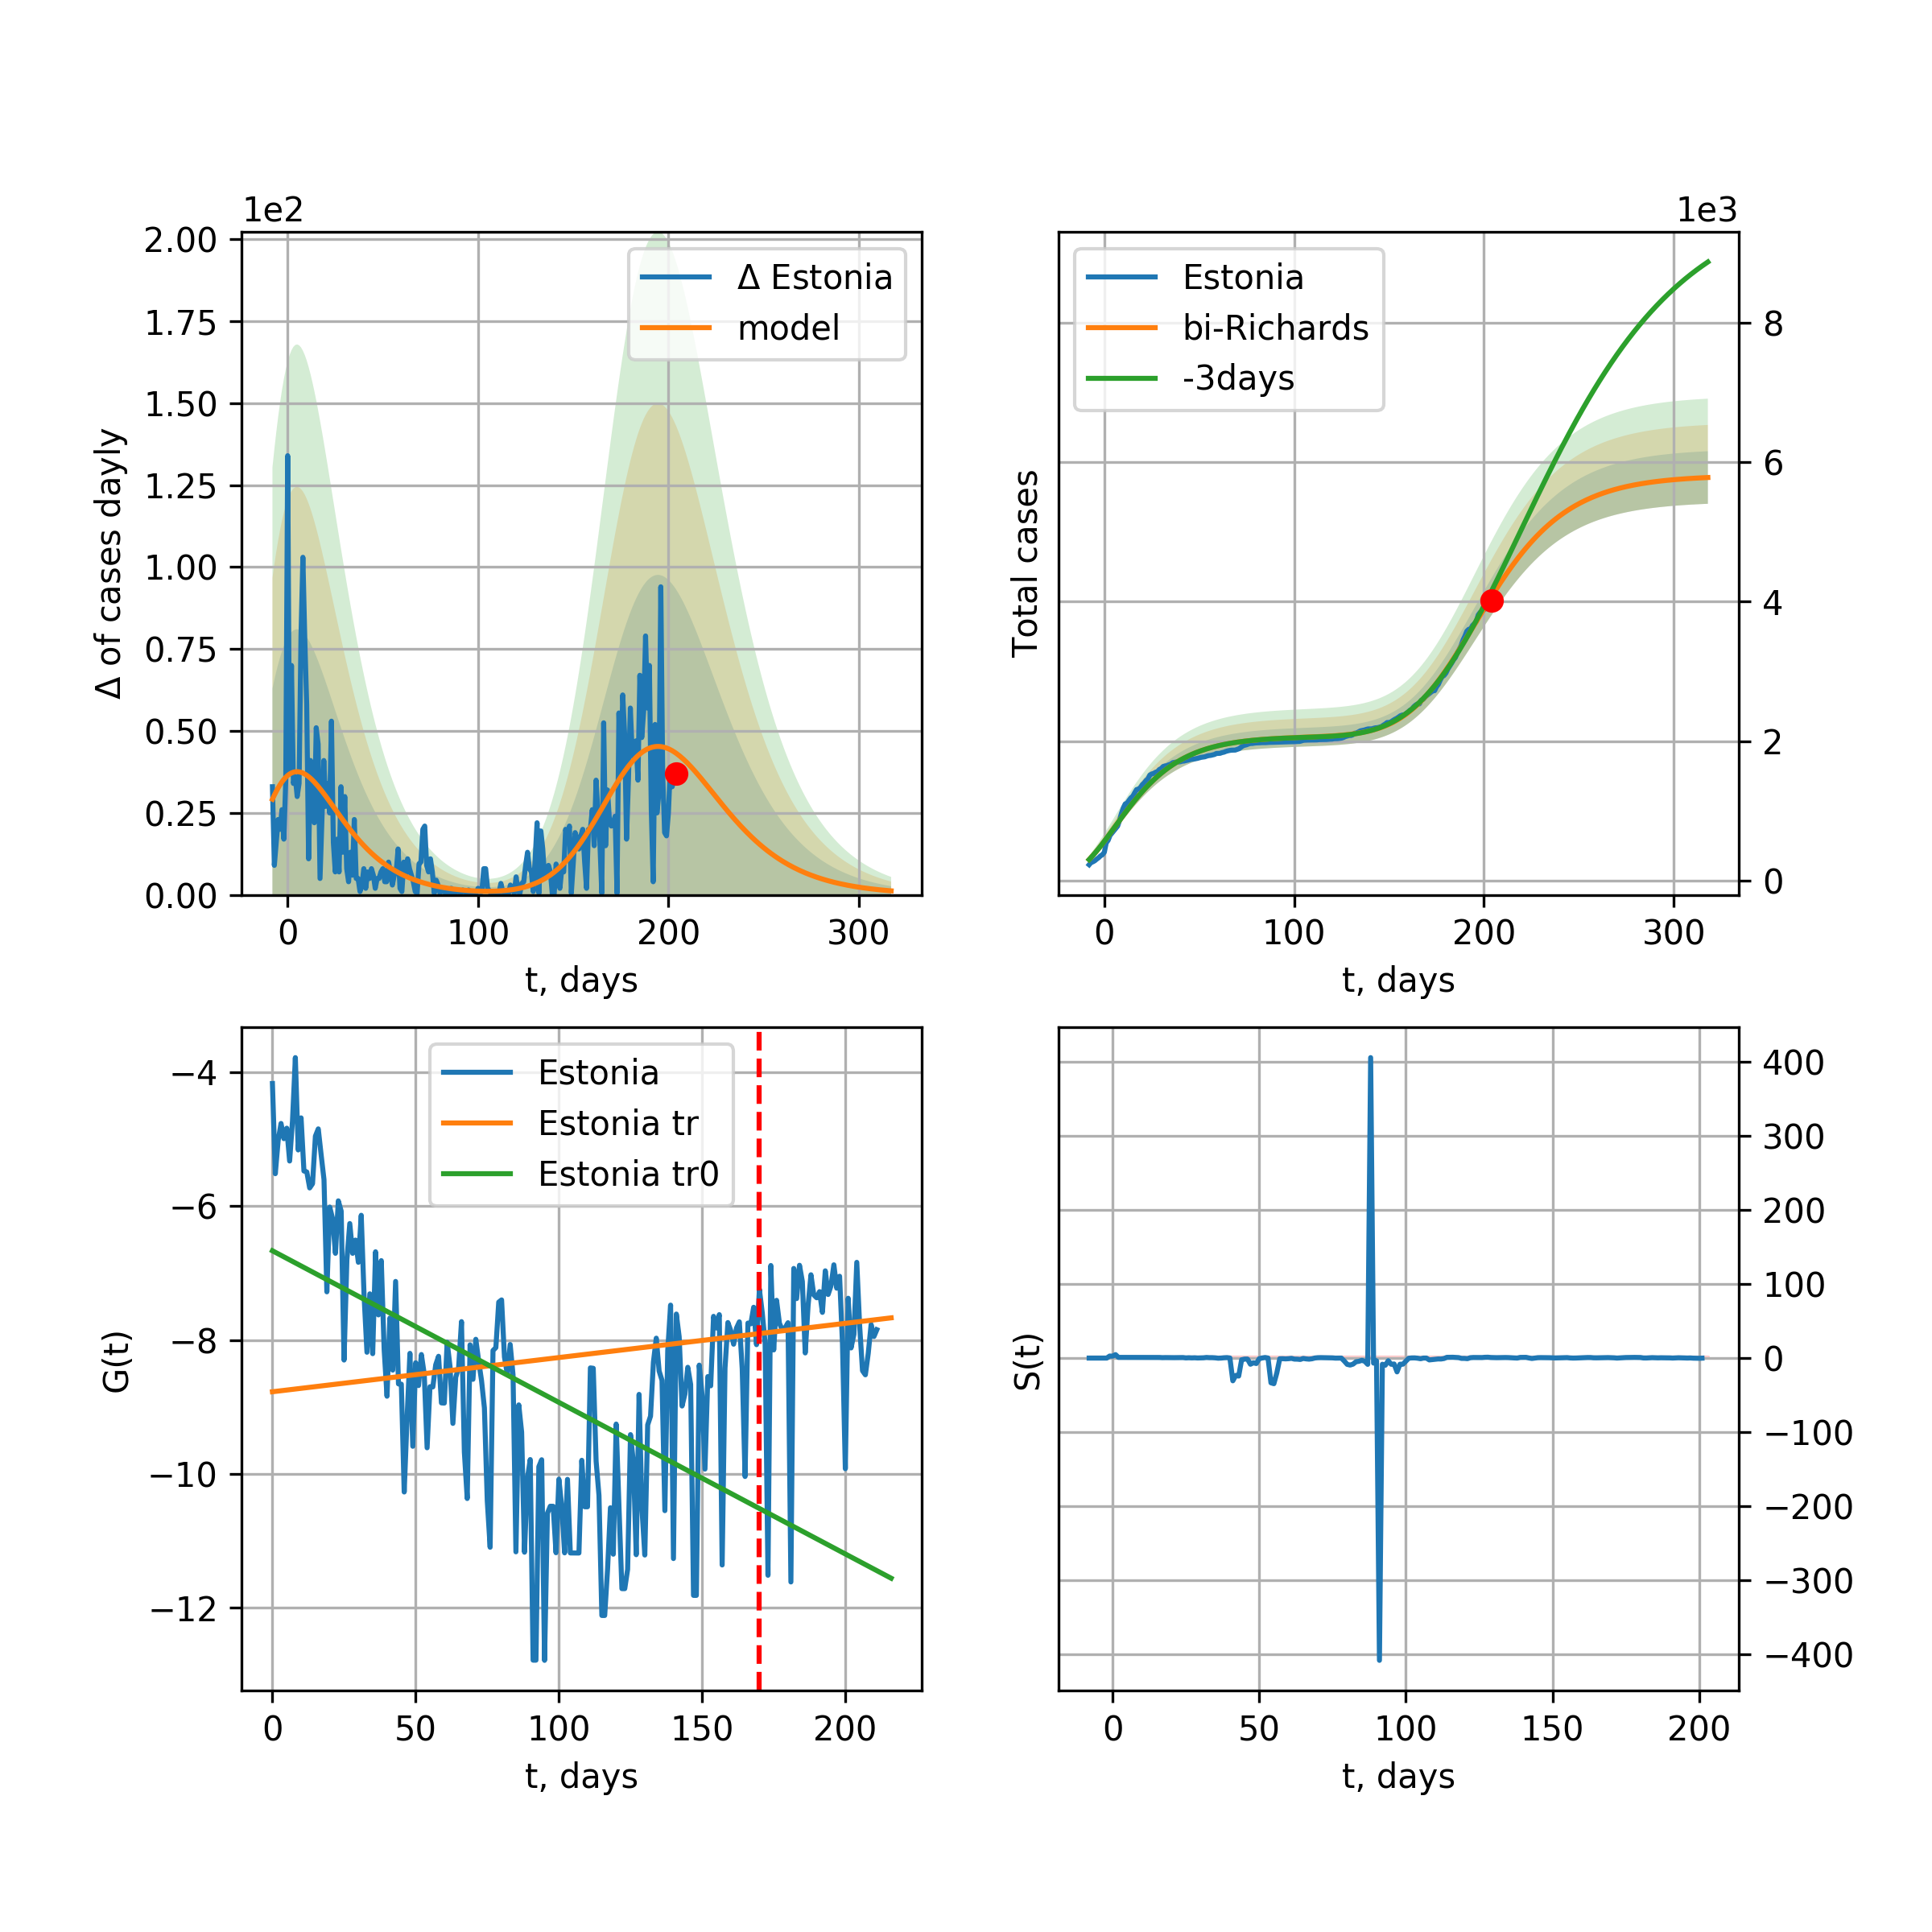 1e2
2.00
1.75
1.50
1.25
1.00
0.75
0.50
0.25
0.00
Δ of cases dayly
Δ Estonia
model
0
100
200
300
t, days
1e3
Estonia
bi-Richards
-3days
Total cases
8
6
4
2
0
0
100
200
300
t, days
−4
−6
−8
−10
−12
G(t)
Estonia
Estonia tr
Estonia tr0
0
50
100
150
200
t, days
S(t)
400
300
200
100
0
−100
−200
−300
−400
0
50
100
150
200
t, days